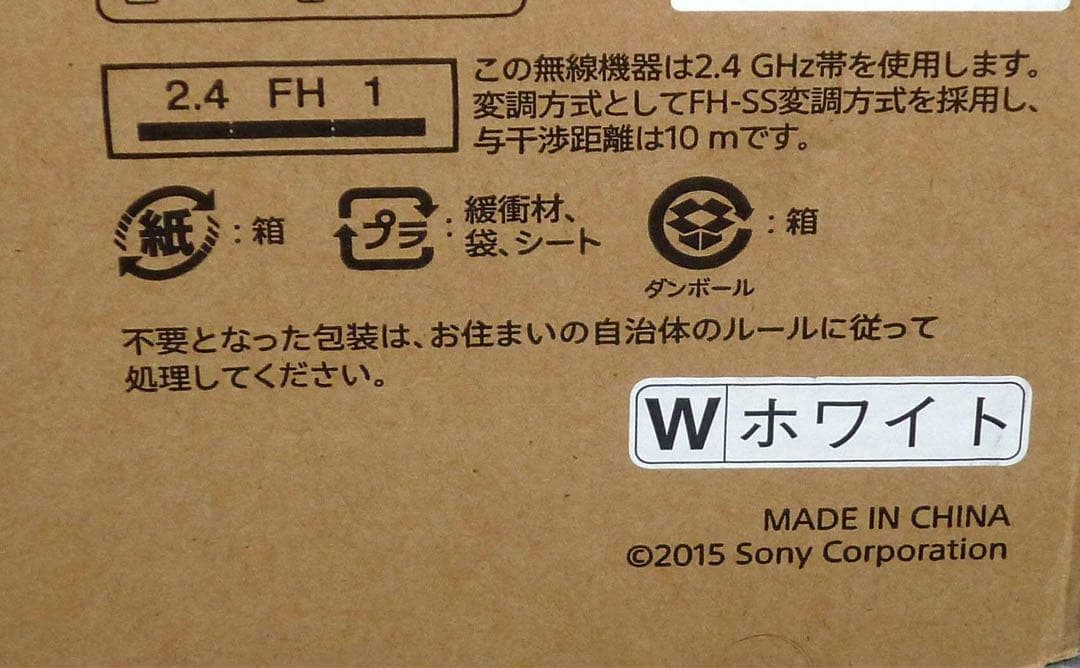 2.4 FH 1
この無線機器は2.4 GHz帯を使用します。
変調方式としてFH-SS変調方式を採用し、
与干渉距離は10 mです。
紙:箱
プラ:緩衝材、
袋、シート
:箱
ダンボール
不要となった包装は、お住まいの自治体のルールに従って
処理してください。
W ホワイト
MADE IN CHINA
©2015 Sony Corporation